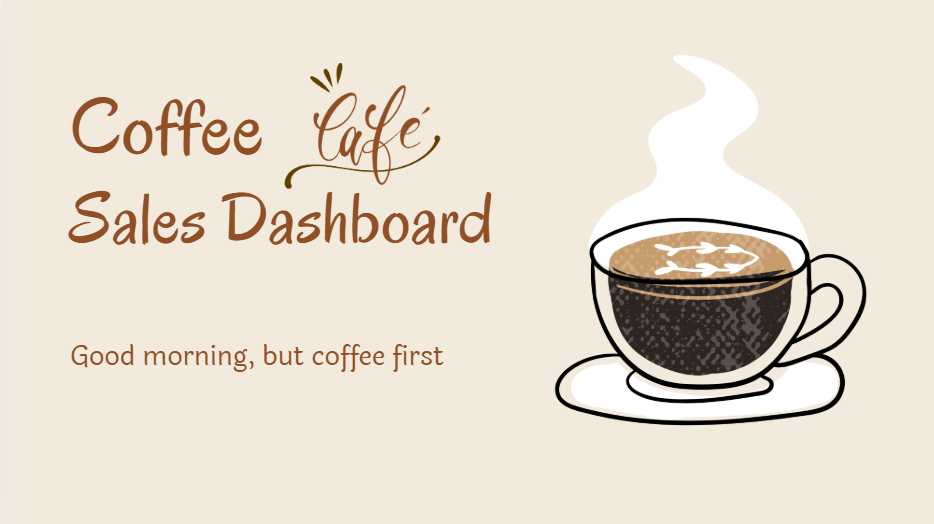 Coffee Café
Sales Dashboard
Good morning, but coffee first